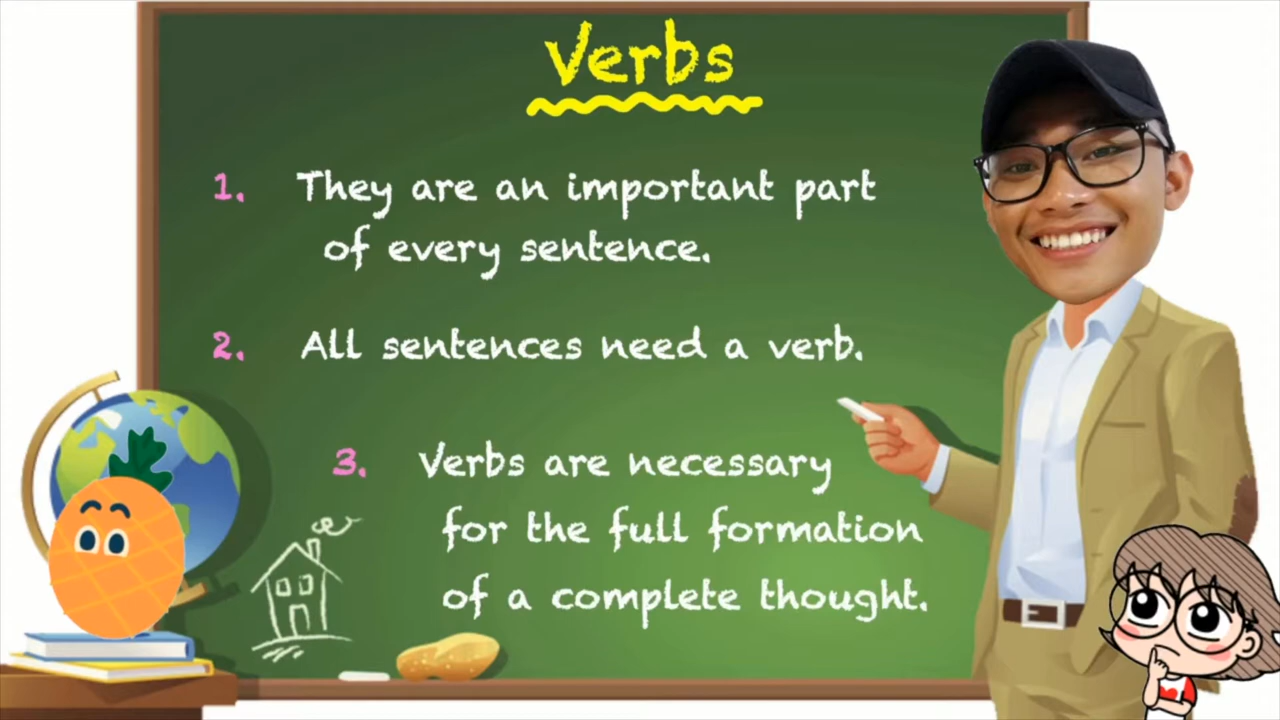 Verbs
1. They are an important part
of every sentence.
2. All sentences need a verb.
3. Verbs are necessary
for the full formation
of a complete thought.